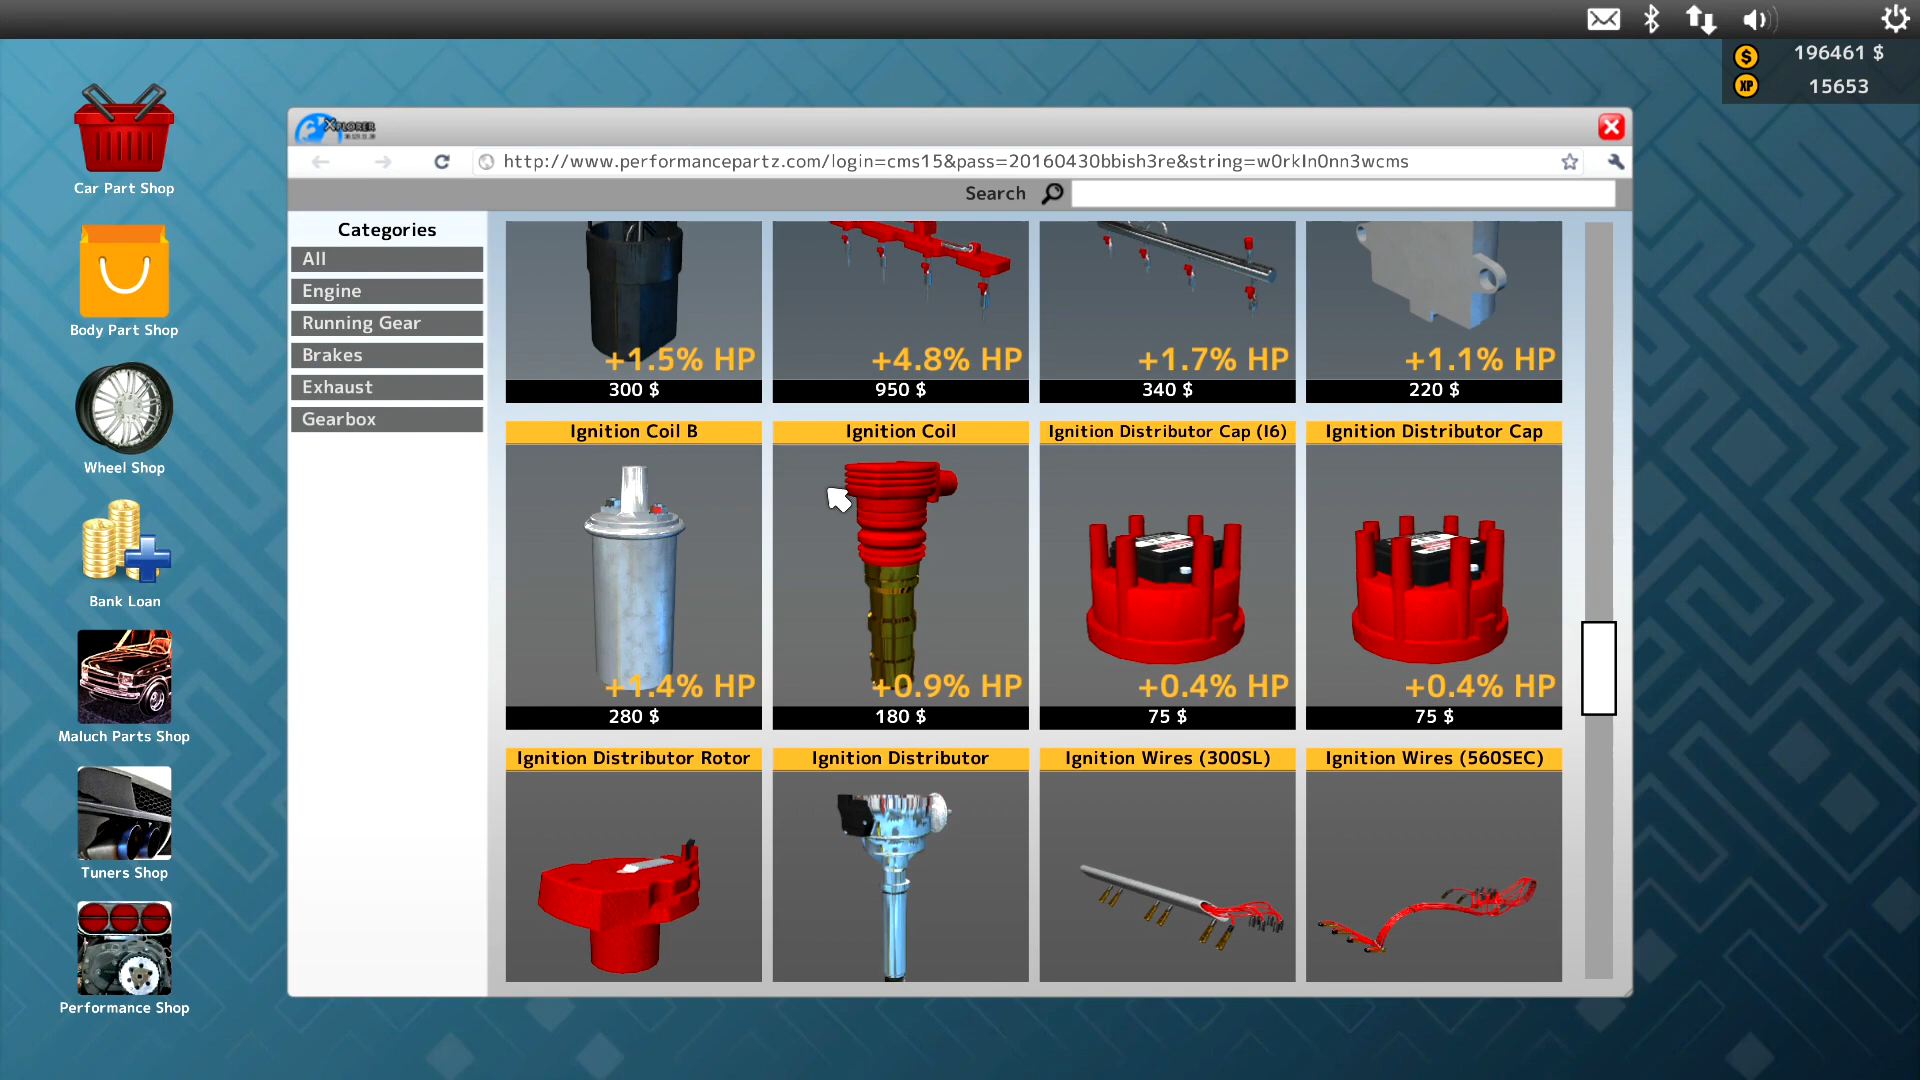 196461 $
XP 15653
Car Part Shop
Body Part Shop
Wheel Shop
Bank Loan
Maluch Parts Shop
Tuners Shop
Performance Shop
XPLORER
http://www.performancepartz.com/login=cms15&pass=20160430bbish3re&string=w0rkIn0nn3wcms
Search
Categories
All
Engine
Running Gear
Brakes
Exhaust
Gearbox
+1.5% HP
300 $
+4.8% HP
950 $
+1.7% HP
340 $
+1.1% HP
220 $
Ignition Coil B
+1.4% HP
280 $
Ignition Coil
+0.9% HP
180 $
Ignition Distributor Cap (I6)
+0.4% HP
75 $
Ignition Distributor Cap
+0.4% HP
75 $
Ignition Distributor Rotor
Ignition Distributor
Ignition Wires (300SL)
Ignition Wires (560SEC)